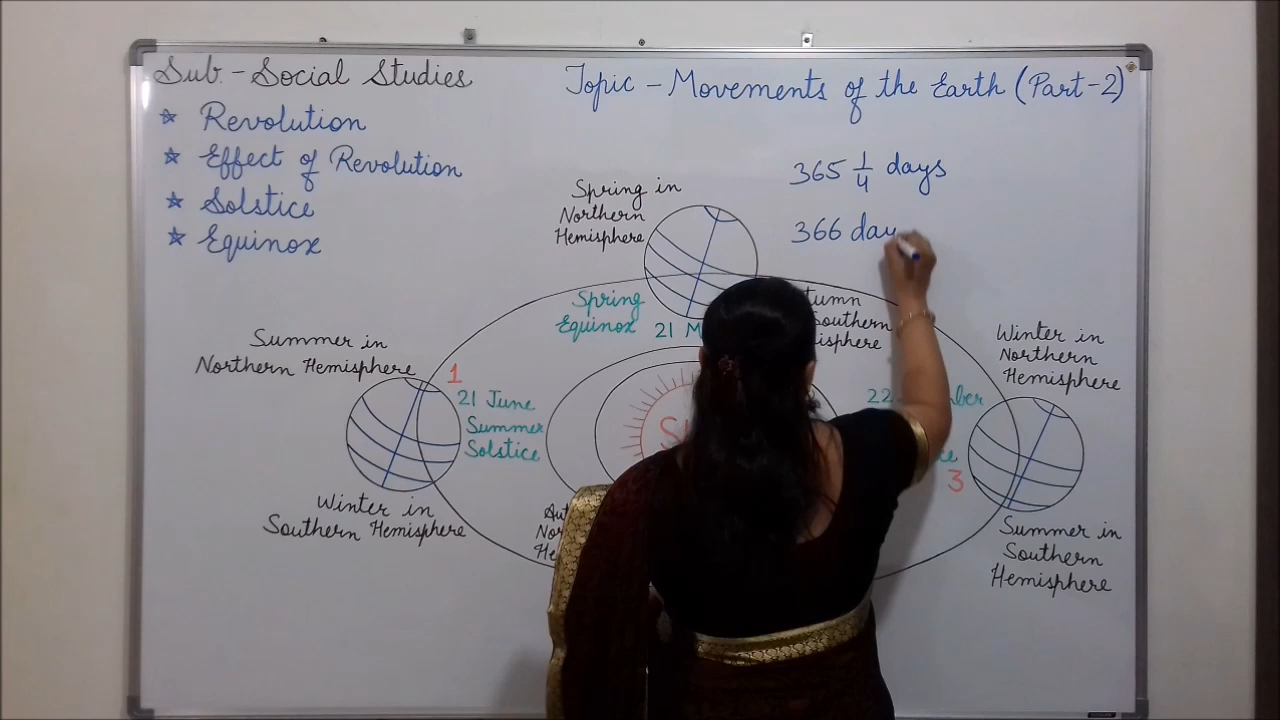 Sub. - Social Studies
Topic - Movements of the Earth (Part-2)
Revolution
Effect of Revolution
Solstice
Equinox
365 1/4 days
366 day
Spring in
Northern
Hemisphere
Spring
Equinox
21 M
Southern
Winter in
Northern
Hemisphere
Summer in
Northern Hemisphere
1
21 June
Summer
Solstice
22
3
Winter in
Southern Hemisphere
Summer in
Southern
Hemisphere